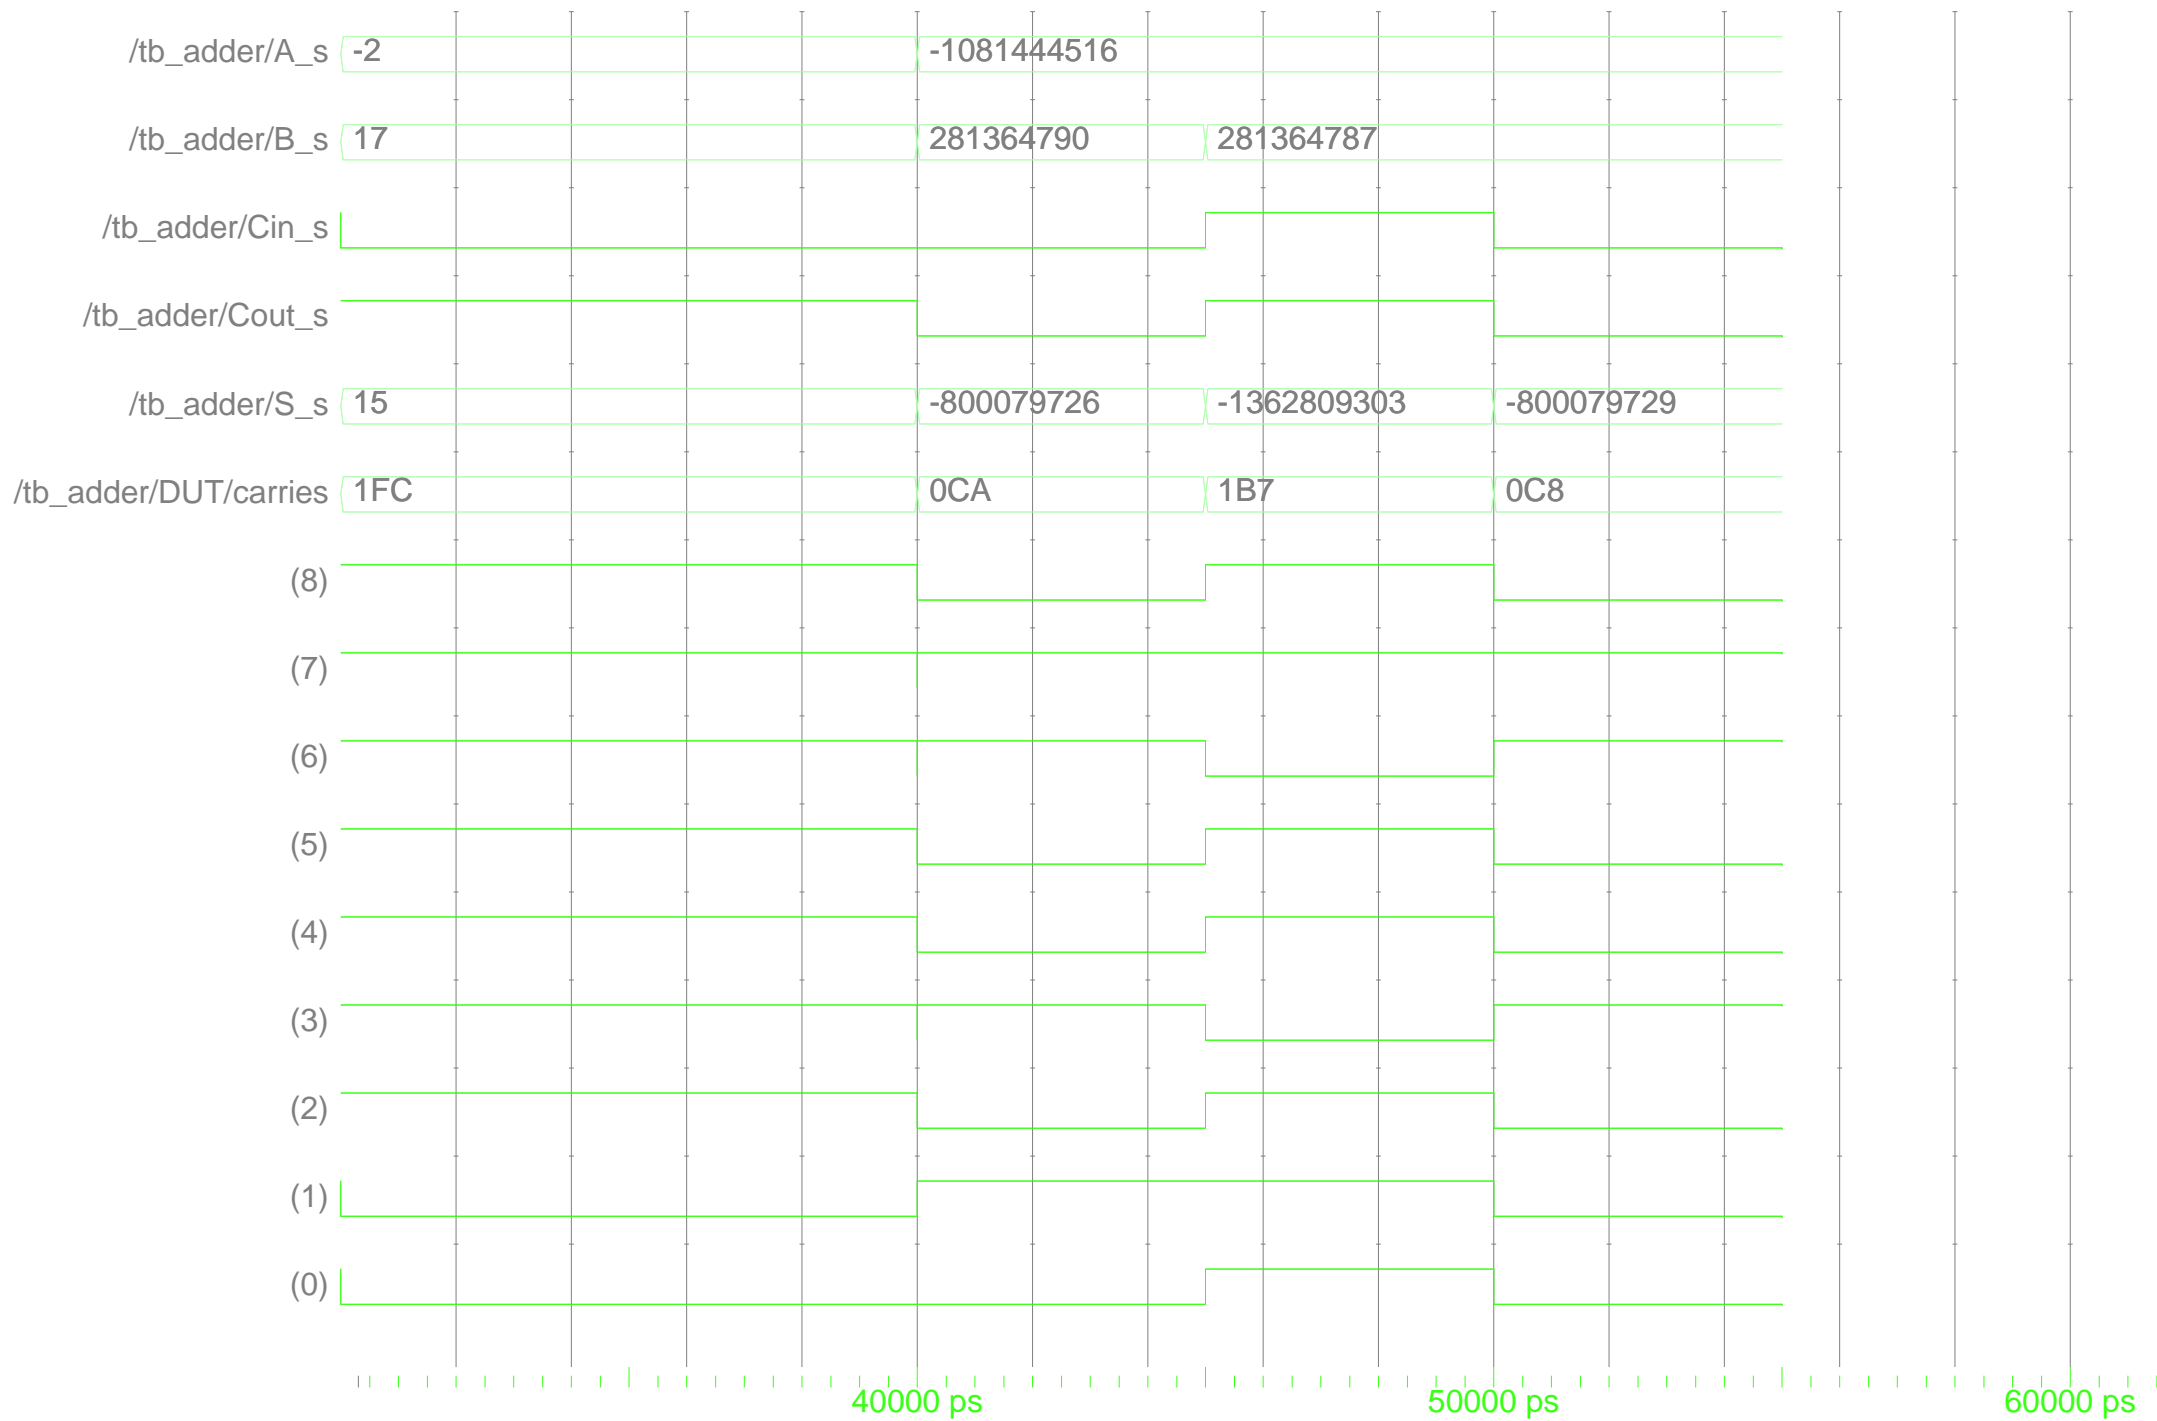 /tb_adder/A_s -2 -1081444516
/tb_adder/B_s 17 281364790 281364787
/tb_adder/Cin_s
/tb_adder/Cout_s
/tb_adder/S_s 15 -800079726 -1362809303 -800079729
/tb_adder/DUT/carries 1FC 0CA 1B7 0C8
(8)
(7)
(6)
(5)
(4)
(3)
(2)
(1)
(0)
40000 ps 50000 ps 60000 ps